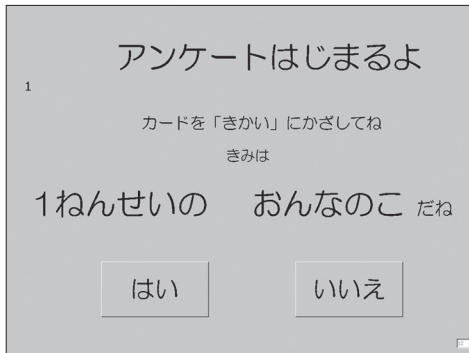 アンケートはじまるよ
1
カードを「きかい」にかざしてね
きみは
1ねんせいの　おんなのこ だね
はい　いいえ